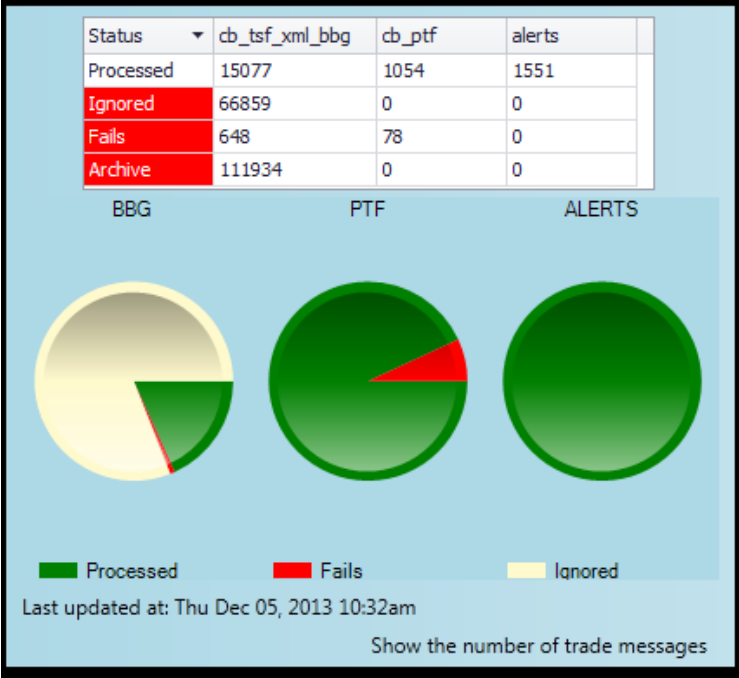 Status cb_tsf_xml_bbg cb_ptf alerts
Processed 15077 1054 1551
Ignored 66859 0 0
Fails 648 78 0
Archive 111934 0 0
BBG PTF ALERTS
Processed Fails Ignored
Last updated at: Thu Dec 05, 2013 10:32am
Show the number of trade messages